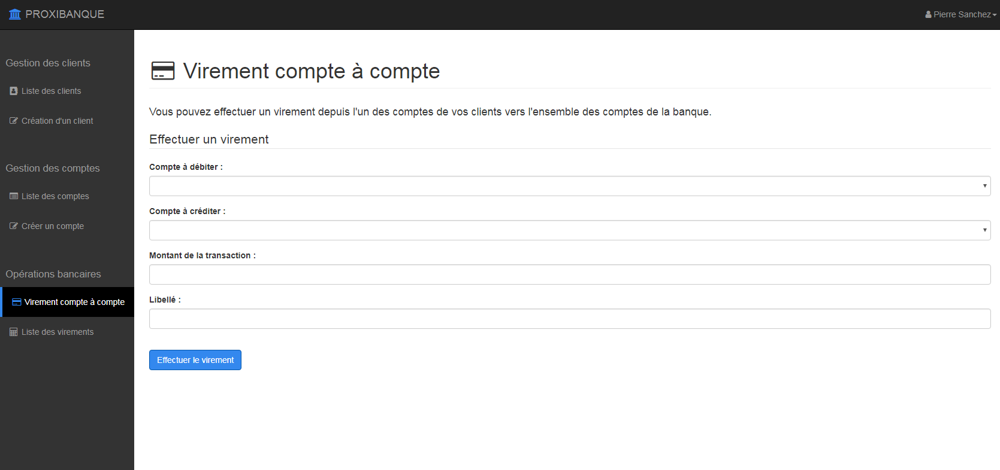 PROXIBANQUE
Pierre Sanchez
Gestion des clients
Liste des clients
Création d'un client
Gestion des comptes
Liste des comptes
Créer un compte
Opérations bancaires
Virement compte à compte
Liste des virements
Virement compte à compte
Vous pouvez effectuer un virement depuis l'un des comptes de vos clients vers l'ensemble des comptes de la banque.
Effectuer un virement
Compte à débiter :
Compte à créditer :
Montant de la transaction :
Libellé :
Effectuer le virement